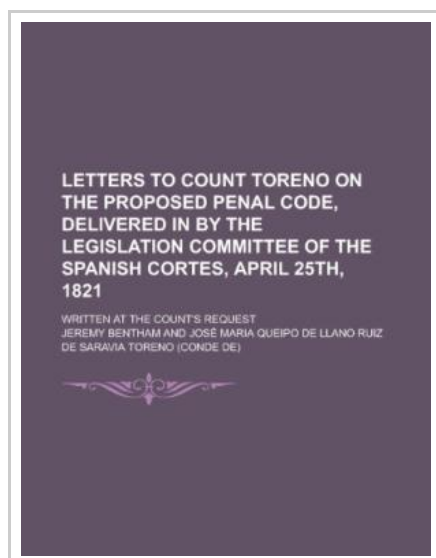 LETTERS TO COUNT TORENO ON
THE PROPOSED PENAL CODE,
DELIVERED IN BY THE
LEGISLATION COMMITTEE OF THE
SPANISH CORTES, APRIL 25TH,
1821
WRITTEN AT THE COUNT'S REQUEST
JEREMY BENTHAM AND JOSÉ MARIA QUEIPO DE LLANO RUIZ
DE SARAVIA TORENO (CONDE DE)